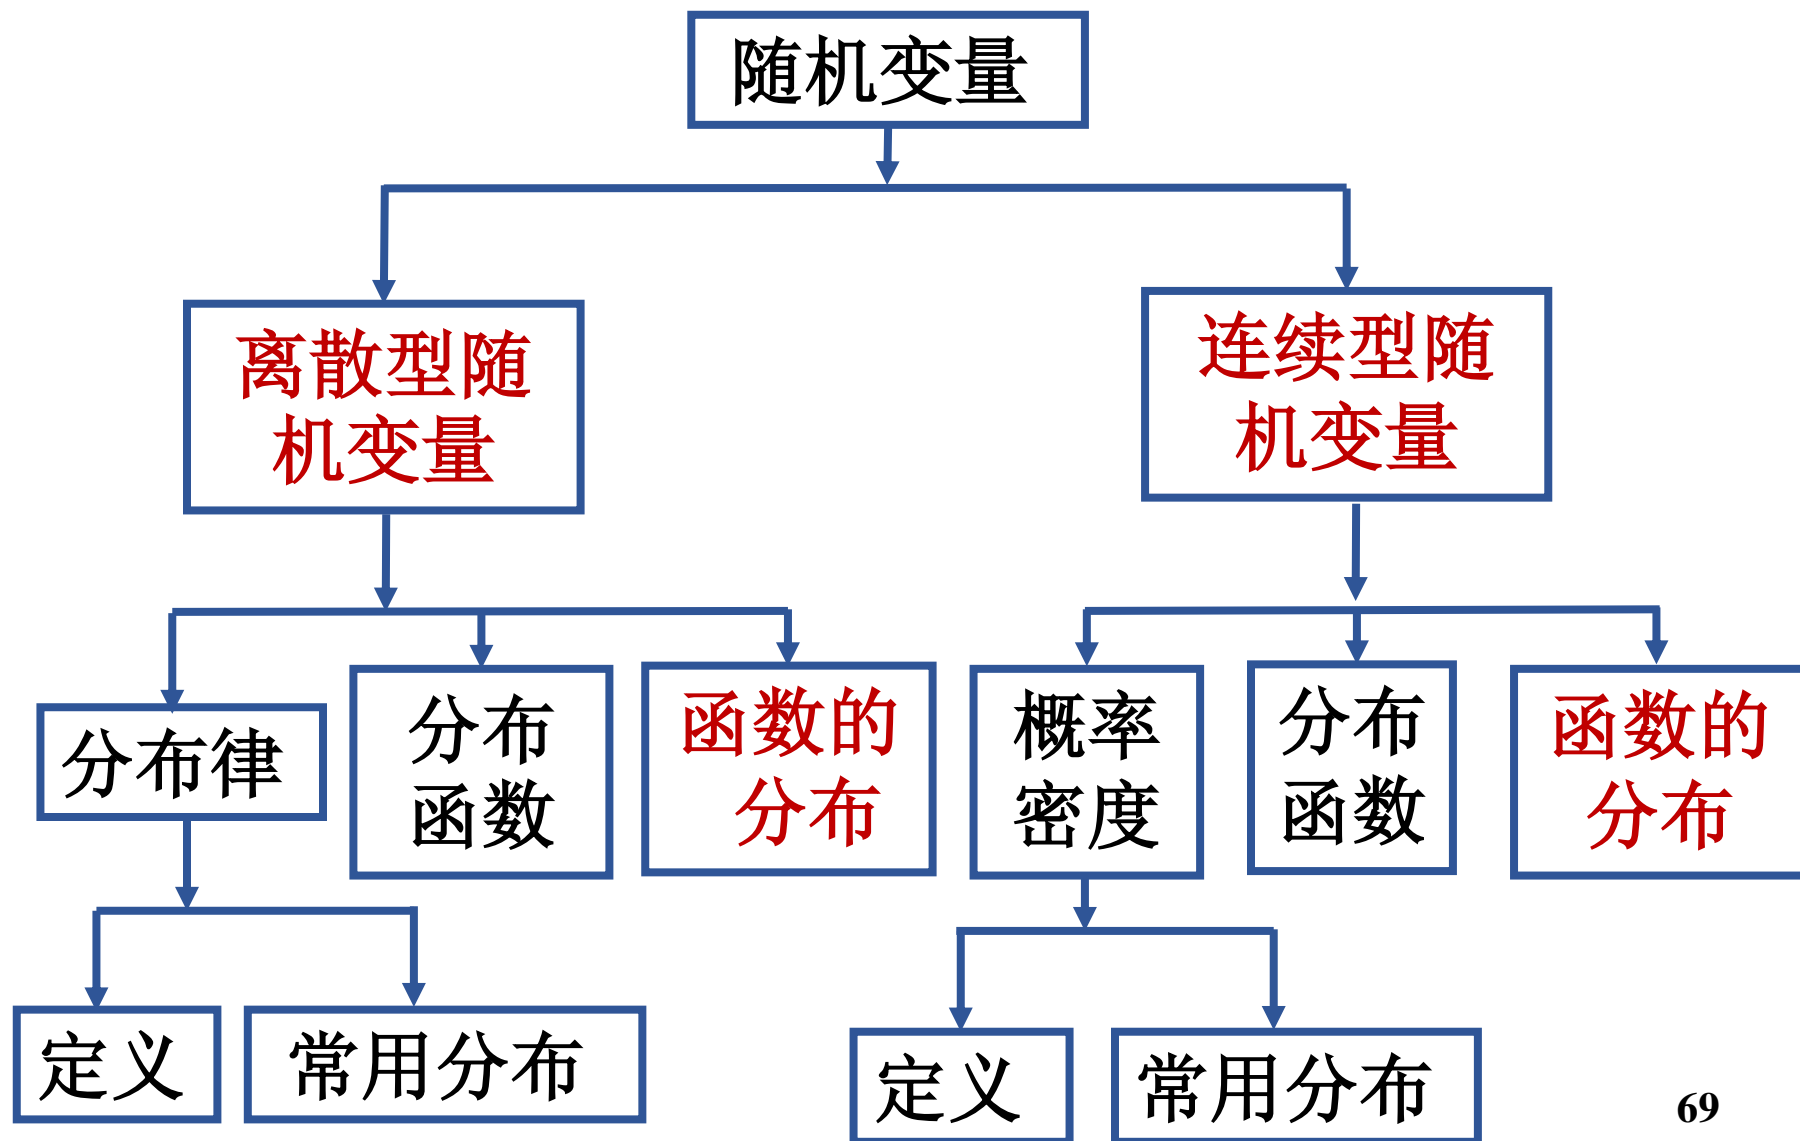 随机变量
离散型随
机变量
连续型随
机变量
分布律
分布
函数
函数的
分布
概率
密度
分布
函数
函数的
分布
定义
常用分布
定义
常用分布
69